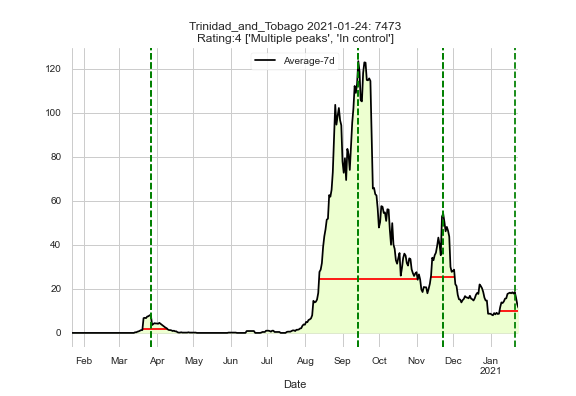 Trinidad_and_Tobago 2021-01-24: 7473
Rating:4 ['Multiple peaks', 'In control']
Average-7d
120
100
80
60
40
20
0
Feb Mar Apr May Jun Jul Aug Sep Oct Nov Dec Jan
2021
Date